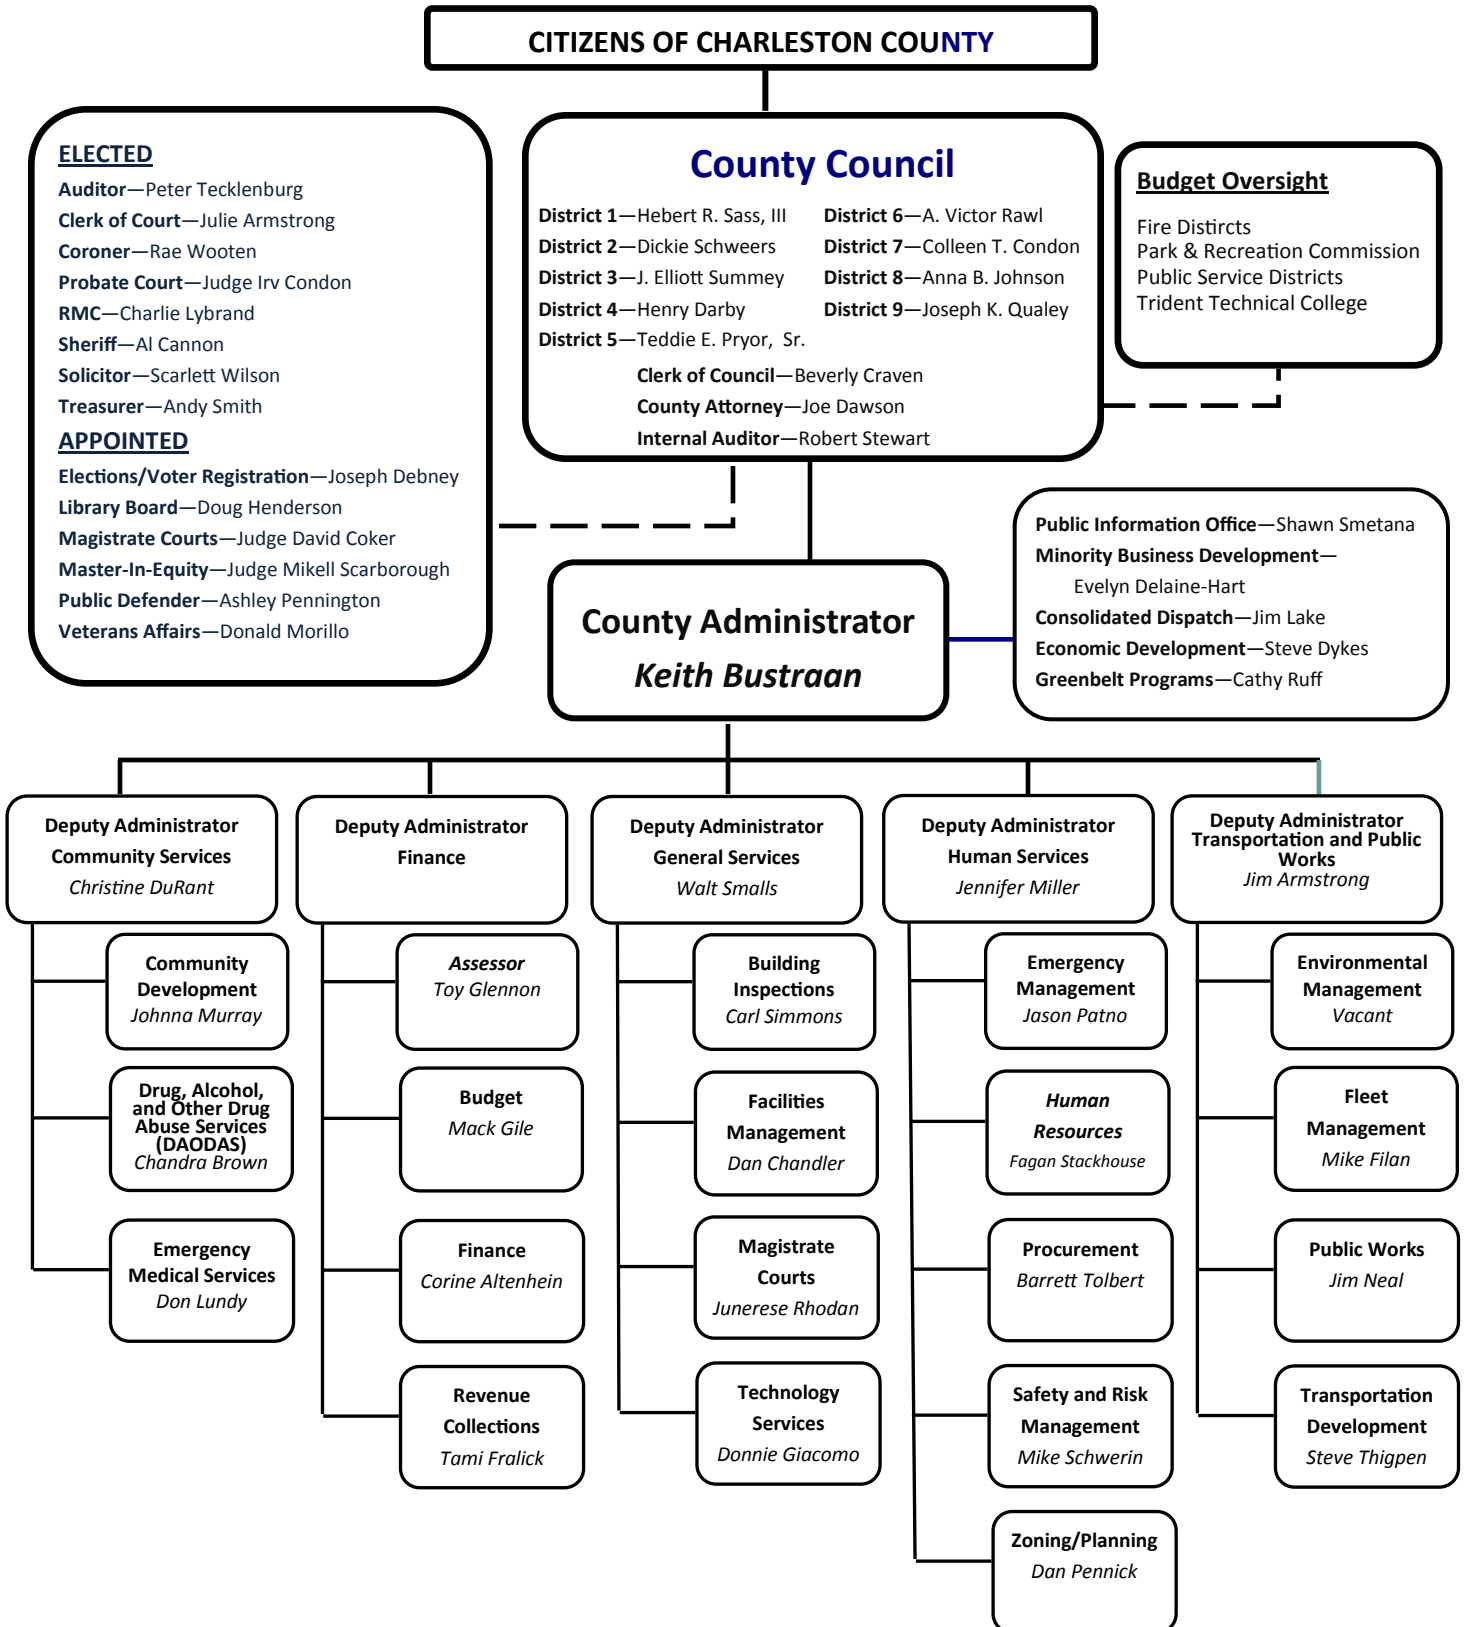 CITIZENS OF CHARLESTON COUNTY
ELECTED
Auditor—Peter Tecklenburg
Clerk of Court—Julie Armstrong
Coroner—Rae Wooten
Probate Court—Judge Irv Condon
RMC—Charlie Lybrand
Sheriff—Al Cannon
Solicitor—Scarlett Wilson
Treasurer—Andy Smith
APPOINTED
Elections/Voter Registration—Joseph Debney
Library Board—Doug Henderson
Magistrate Courts—Judge David Coker
Master-In-Equity—Judge Mikell Scarborough
Public Defender—Ashley Pennington
Veterans Affairs—Donald Morillo
County Council
District 1—Hebert R. Sass, III
District 2—Dickie Schweers
District 3—J. Elliott Summey
District 4—Henry Darby
District 5—Teddie E. Pryor, Sr.
District 6—A. Victor Rawl
District 7—Colleen T. Condon
District 8—Anna B. Johnson
District 9—Joseph K. Qualey
Clerk of Council—Beverly Craven
County Attorney—Joe Dawson
Internal Auditor—Robert Stewart
Budget Oversight
Fire Distircts
Park & Recreation Commission
Public Service Districts
Trident Technical College
Public Information Office—Shawn Smetana
Minority Business Development—
Evelyn Delaine-Hart
Consolidated Dispatch—Jim Lake
Economic Development—Steve Dykes
Greenbelt Programs—Cathy Ruff
County Administrator
Keith Bustraan
Deputy Administrator
Community Services
Christine DuRant
Community
Development
Johnna Murray
Drug, Alcohol,
and Other Drug
Abuse Services
(DAODAS)
Chandra Brown
Emergency
Medical Services
Don Lundy
Deputy Administrator
Finance
Assessor
Toy Glennon
Budget
Mack Gile
Finance
Corine Altenhein
Revenue
Collections
Tami Fralick
Deputy Administrator
General Services
Walt Smalls
Building
Inspections
Carl Simmons
Facilities
Management
Dan Chandler
Magistrate
Courts
Junerese Rhodan
Technology
Services
Donnie Giacomo
Deputy Administrator
Human Services
Jennifer Miller
Emergency
Management
Jason Patno
Human
Resources
Fagan Stackhouse
Procurement
Barrett Tolbert
Safety and Risk
Management
Mike Schwerin
Zoning/Planning
Dan Pennick
Deputy Administrator
Transportation and Public
Works
Jim Armstrong
Environmental
Management
Vacant
Fleet
Management
Mike Filan
Public Works
Jim Neal
Transportation
Development
Steve Thigpen